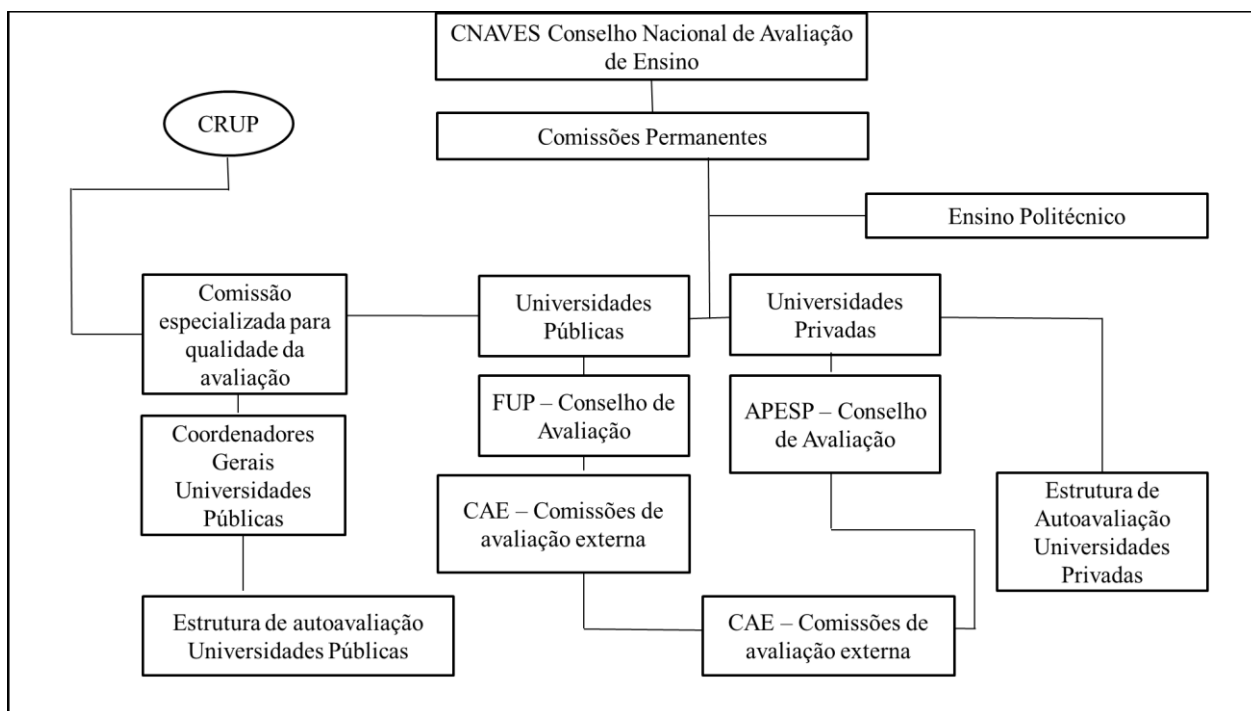 CNAVES Conselho Nacional de Avaliação
de Ensino
CRUP
Comissões Permanentes
Ensino Politécnico
Comissão
especializada para
qualidade da
avaliação
Universidades
Públicas
Universidades
Privadas
FUP – Conselho de
Avaliação
APESP – Conselho
de Avaliação
Coordenadores
Gerais
Universidades
Públicas
CAE – Comissões de
avaliação externa
Estrutura de
Autoavaliação
Universidades
Privadas
Estrutura de autoavaliação
Universidades Públicas
CAE – Comissões de
avaliação externa